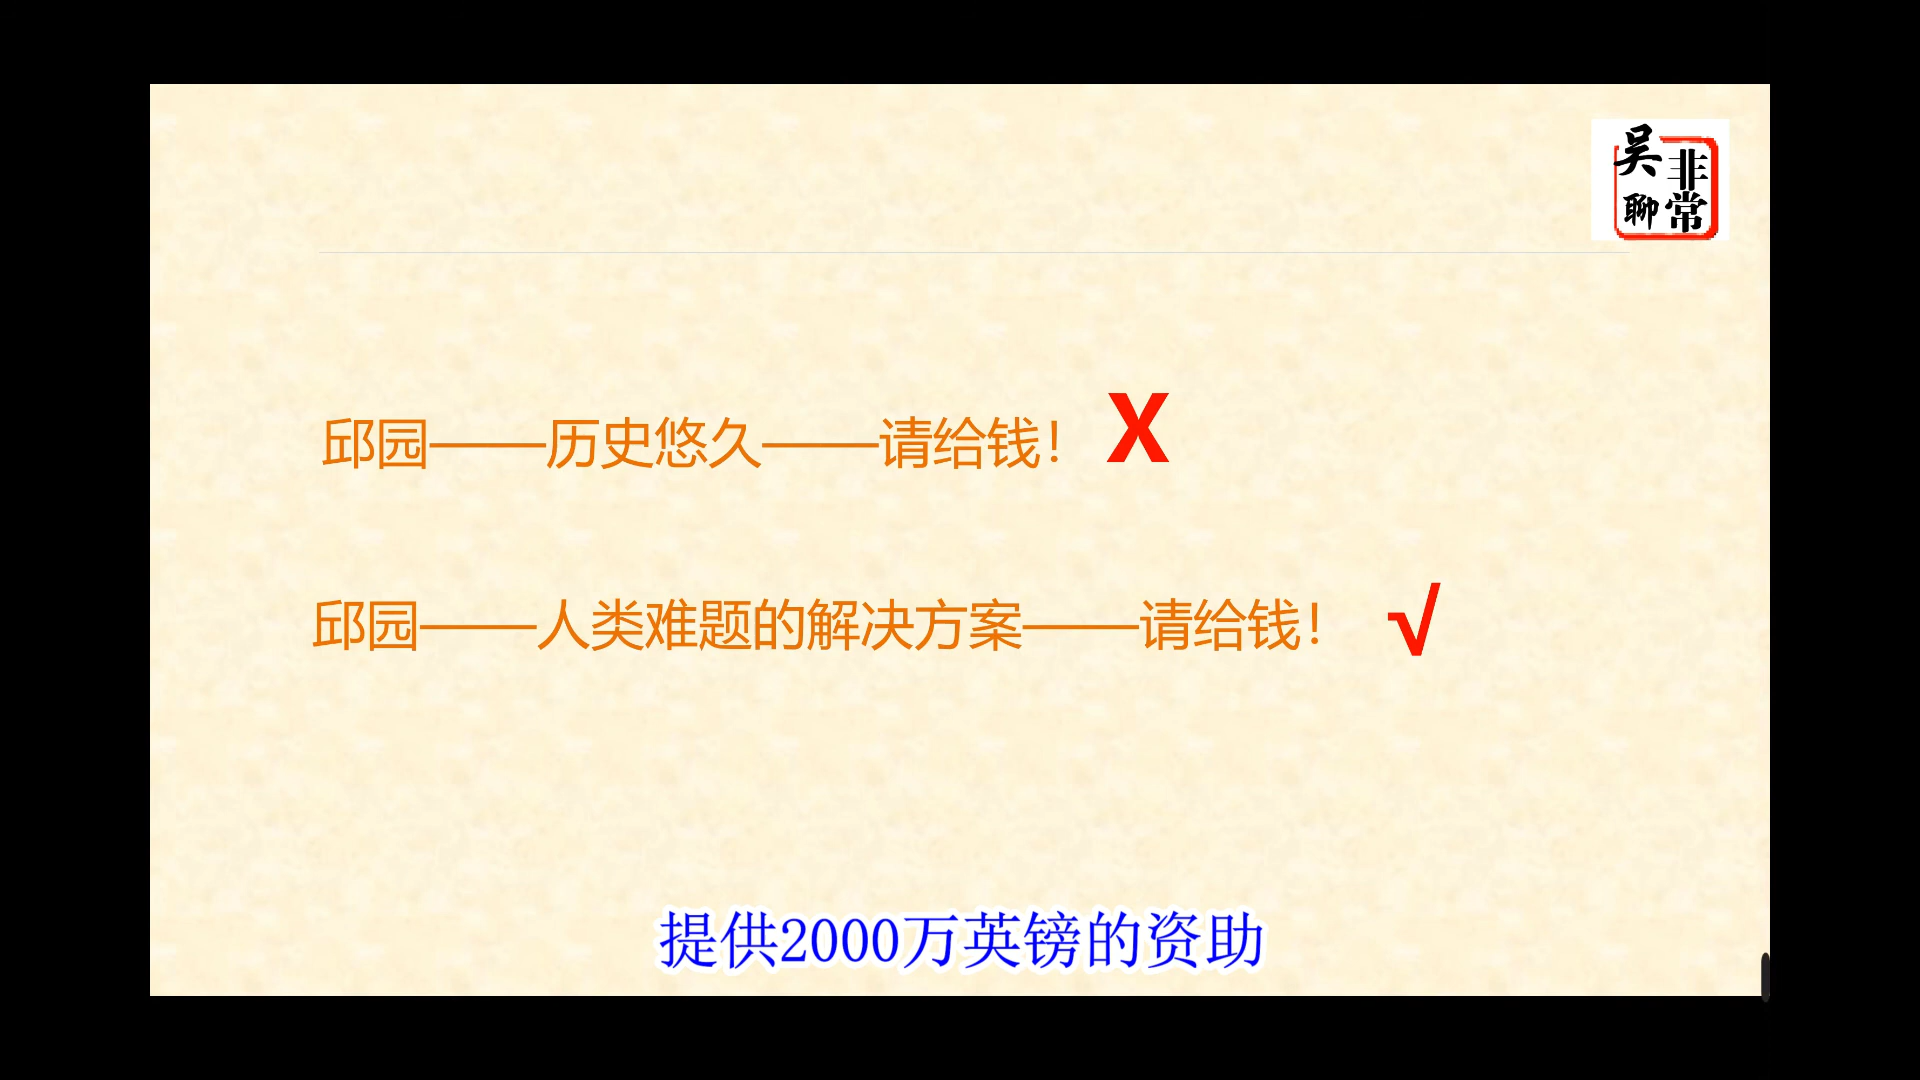 吴非
聊常
邱园——历史悠久——请给钱！ X
邱园——人类难题的解决方案——请给钱！ √
提供2000万英镑的资助